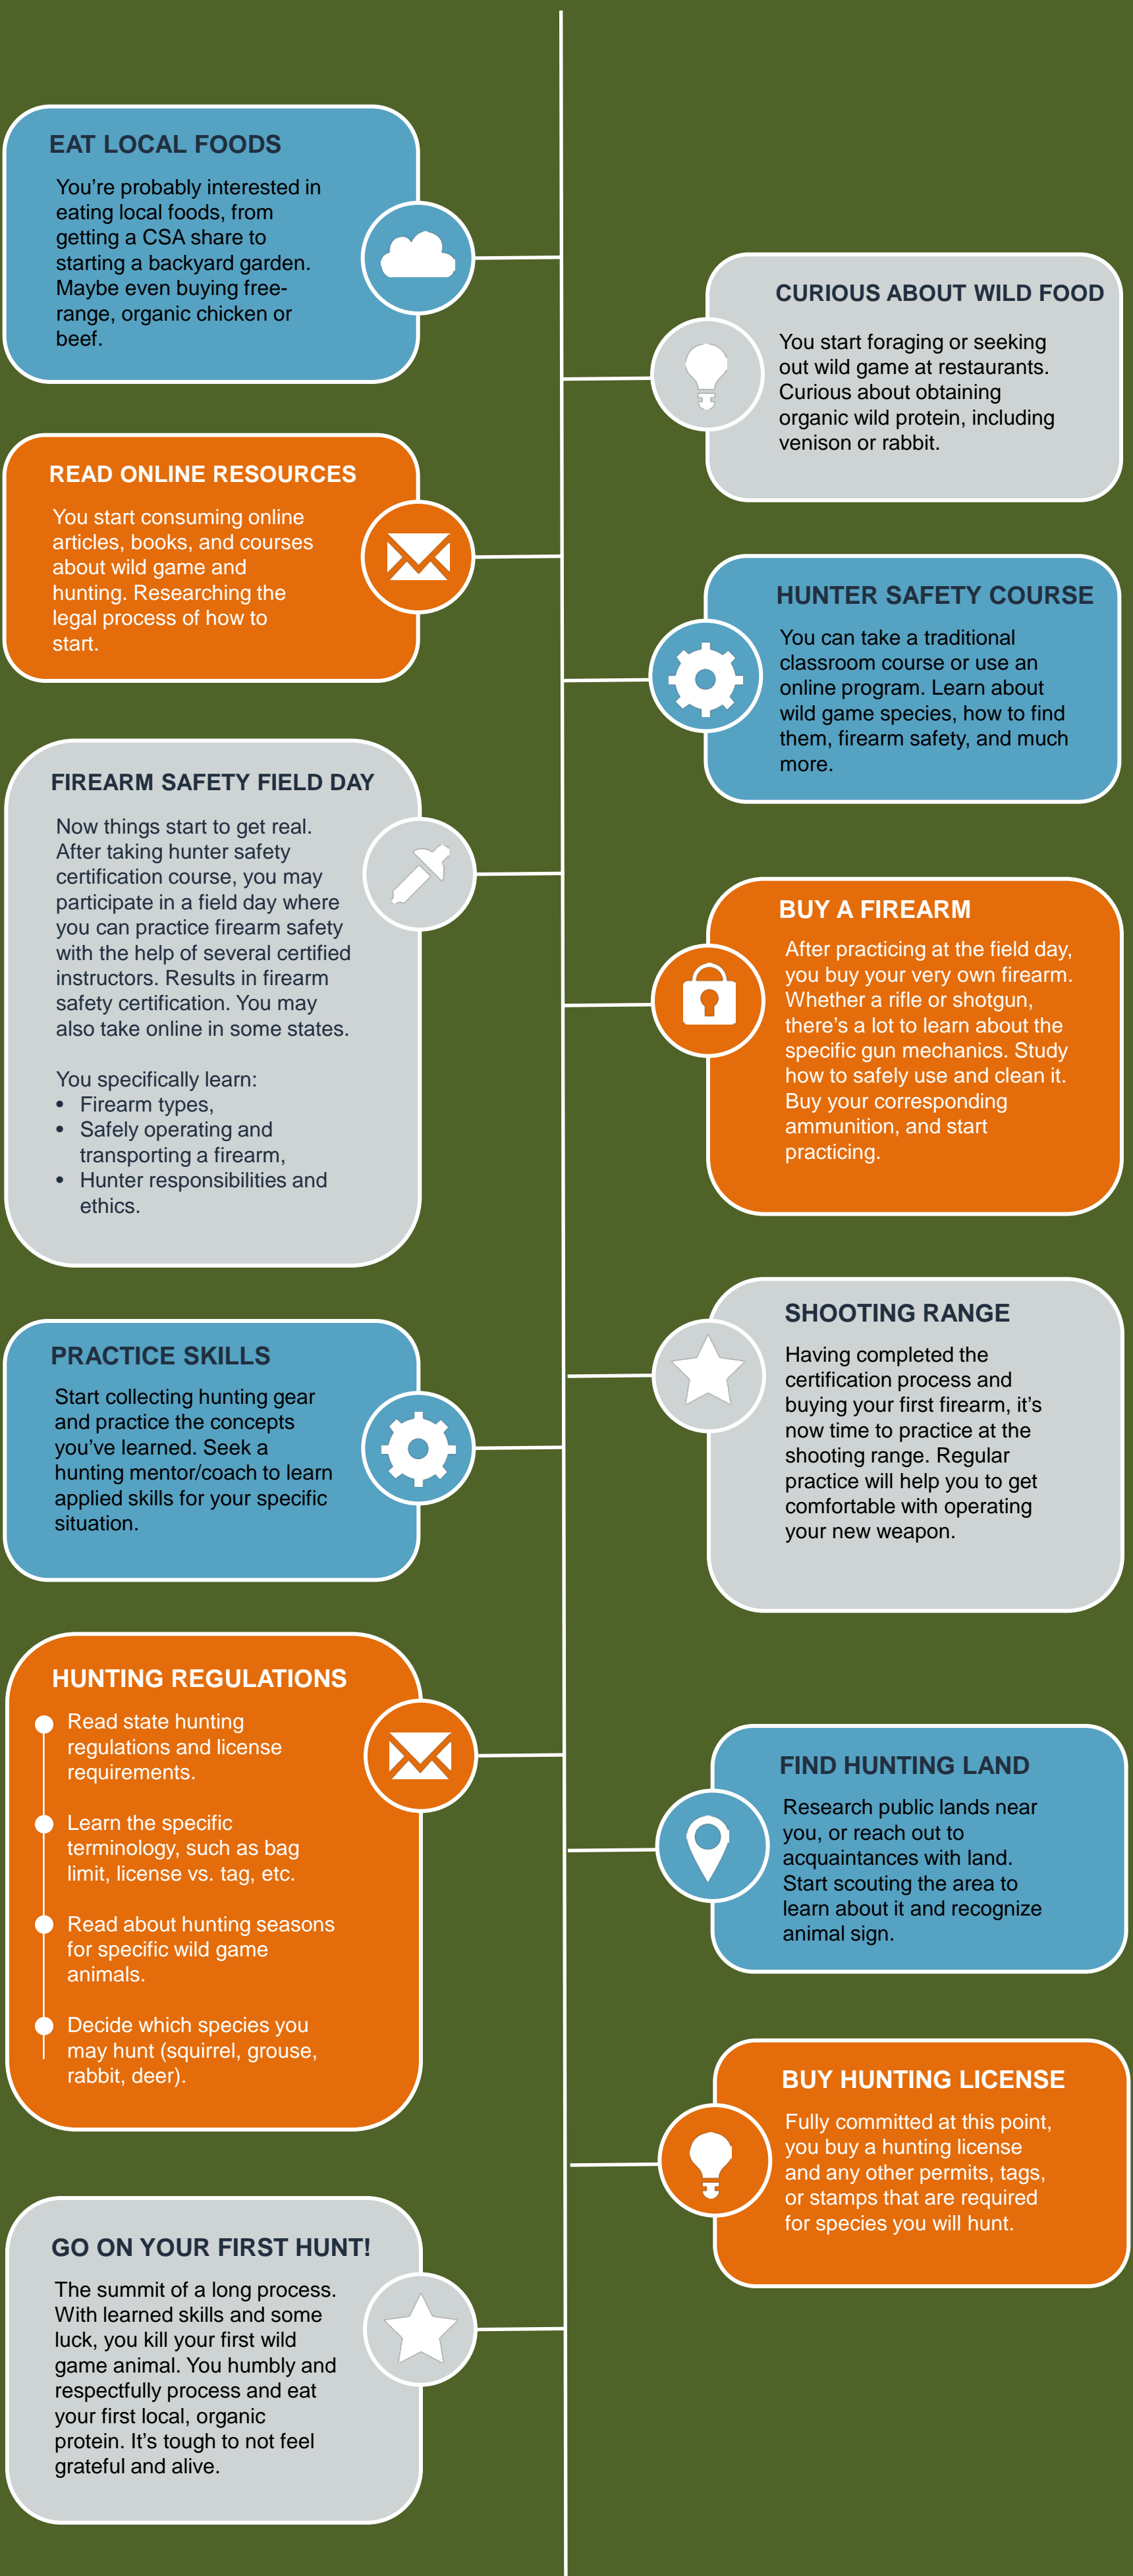 EAT LOCAL FOODS
You’re probably interested in
eating local foods, from
getting a CSA share to
starting a backyard garden.
Maybe even buying free-
range, organic chicken or
beef.
CURIOUS ABOUT WILD FOOD
You start foraging or seeking
out wild game at restaurants.
Curious about obtaining
organic wild protein, including
venison or rabbit.
READ ONLINE RESOURCES
You start consuming online
articles, books, and courses
about wild game and
hunting. Researching the
legal process of how to
start.
HUNTER SAFETY COURSE
You can take a traditional
classroom course or use an
online program. Learn about
wild game species, how to find
them, firearm safety, and much
more.
FIREARM SAFETY FIELD DAY
Now things start to get real.
After taking hunter safety
certification course, you may
participate in a field day where
you can practice firearm safety
with the help of several certified
instructors. Results in firearm
safety certification. You may
also take online in some states.
You specifically learn:
• Firearm types,
• Safely operating and
transporting a firearm,
• Hunter responsibilities and
ethics.
BUY A FIREARM
After practicing at the field day,
you buy your very own firearm.
Whether a rifle or shotgun,
there’s a lot to learn about the
specific gun mechanics. Study
how to safely use and clean it.
Buy your corresponding
ammunition, and start
practicing.
SHOOTING RANGE
Having completed the
certification process and
buying your first firearm, it’s
now time to practice at the
shooting range. Regular
practice will help you to get
comfortable with operating
your new weapon.
PRACTICE SKILLS
Start collecting hunting gear
and practice the concepts
you’ve learned. Seek a
hunting mentor/coach to learn
applied skills for your specific
situation.
HUNTING REGULATIONS
Read state hunting
regulations and license
requirements.
Learn the specific
terminology, such as bag
limit, license vs. tag, etc.
Read about hunting seasons
for specific wild game
animals.
Decide which species you
may hunt (squirrel, grouse,
rabbit, deer).
FIND HUNTING LAND
Research public lands near
you, or reach out to
acquaintances with land.
Start scouting the area to
learn about it and recognize
animal sign.
BUY HUNTING LICENSE
Fully committed at this point,
you buy a hunting license
and any other permits, tags,
or stamps that are required
for species you will hunt.
GO ON YOUR FIRST HUNT!
The summit of a long process.
With learned skills and some
luck, you kill your first wild
game animal. You humbly and
respectfully process and eat
your first local, organic
protein. It’s tough to not feel
grateful and alive.